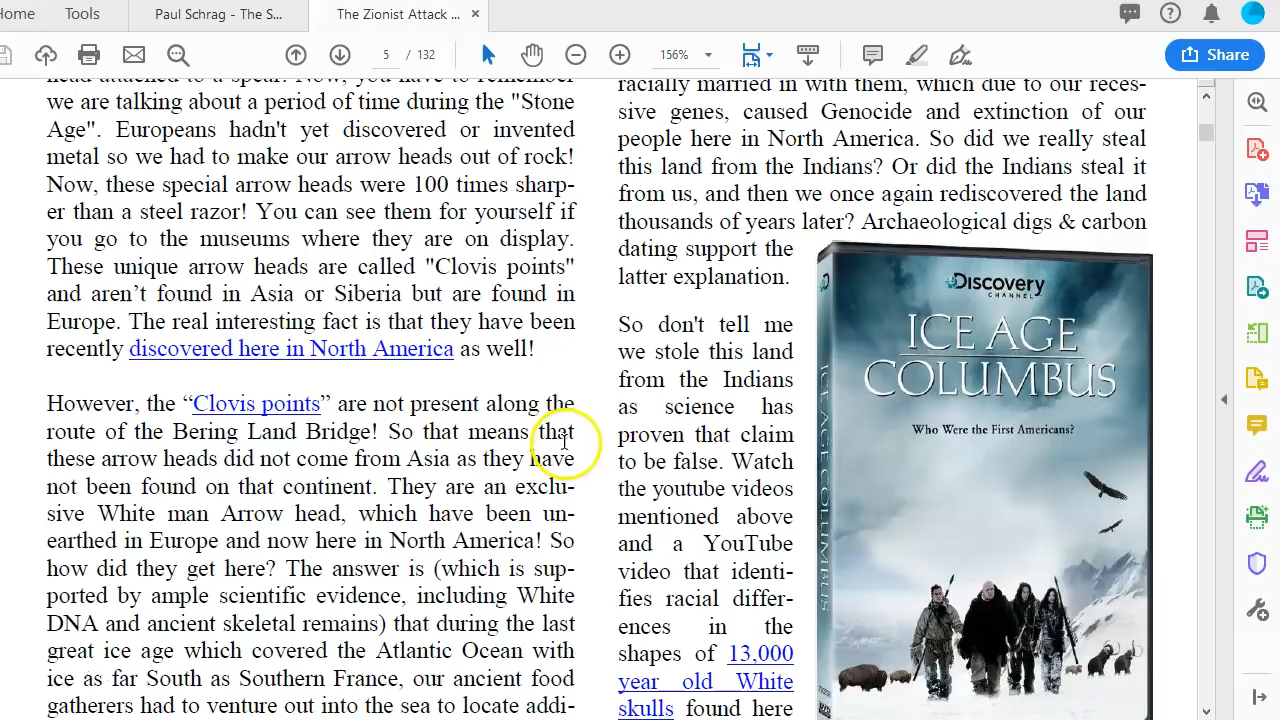 Home
Tools
Paul Schrag - The S...
The Zionist Attack ...
5 / 132
156%
Share
head attached to a spear! Now, you have to remember
we are talking about a period of time during the "Stone
Age". Europeans hadn't yet discovered or invented
metal so we had to make our arrow heads out of rock!
Now, these special arrow heads were 100 times sharp-
er than a steel razor! You can see them for yourself if
you go to the museums where they are on display.
These unique arrow heads are called "Clovis points"
and aren’t found in Asia or Siberia but are found in
Europe. The real interesting fact is that they have been
recently discovered here in North America as well!
However, the “Clovis points” are not present along the
route of the Bering Land Bridge! So that means that
these arrow heads did not come from Asia as they have
not been found on that continent. They are an exclu-
sive White man Arrow head, which have been un-
earthed in Europe and now here in North America! So
how did they get here? The answer is (which is sup-
ported by ample scientific evidence, including White
DNA and ancient skeletal remains) that during the last
great ice age which covered the Atlantic Ocean with
ice as far South as Southern France, our ancient food
gatherers had to venture out into the sea to locate addi-
racially married in with them, which due to our reces-
sive genes, caused Genocide and extinction of our
people here in North America. So did we really steal
this land from the Indians? Or did the Indians steal it
from us, and then we once again rediscovered the land
thousands of years later? Archaeological digs & carbon
dating support the
latter explanation.
So don't tell me
we stole this land
from the Indians
as science has
proven that claim
to be false. Watch
the youtube videos
mentioned above
and a YouTube
video that identi-
fies racial differ-
ences in the
shapes of 13,000
year old White
skulls found here
Discovery
CHANNEL
ICE AGE
COLUMBUS
Who Were the First Americans?
ICE AGE COLUMBUS